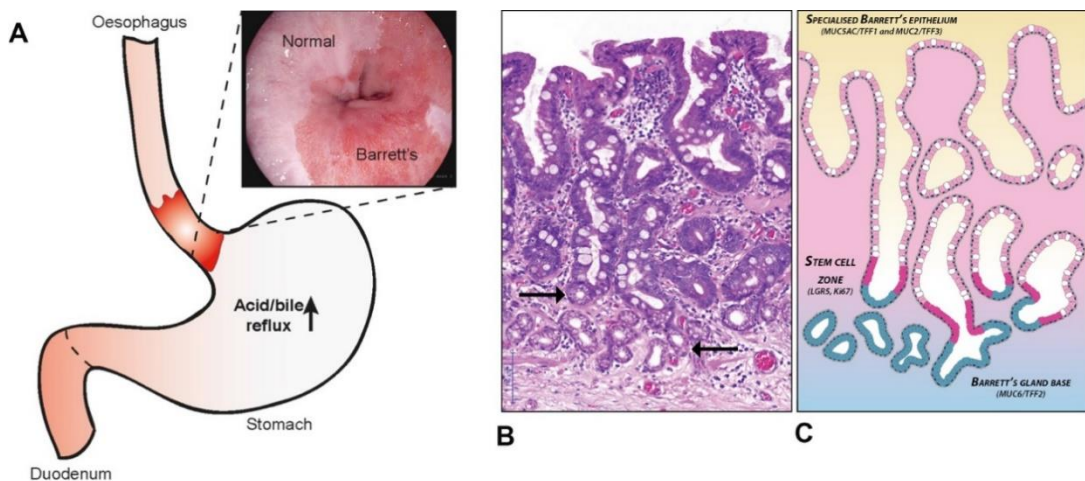 A
Oesophagus
Normal
Barrett's
Acid/bile
reflux
Stomach
Duodenum
B
SPECIALISED BARRETT'S EPITHELIUM
(MUC5AC/TFF1 and MUC2/TFF3)
STEM CELL
ZONE
(LGR5, Ki67)
BARRETT'S GLAND BASE
(MUC6/TFF2)
C